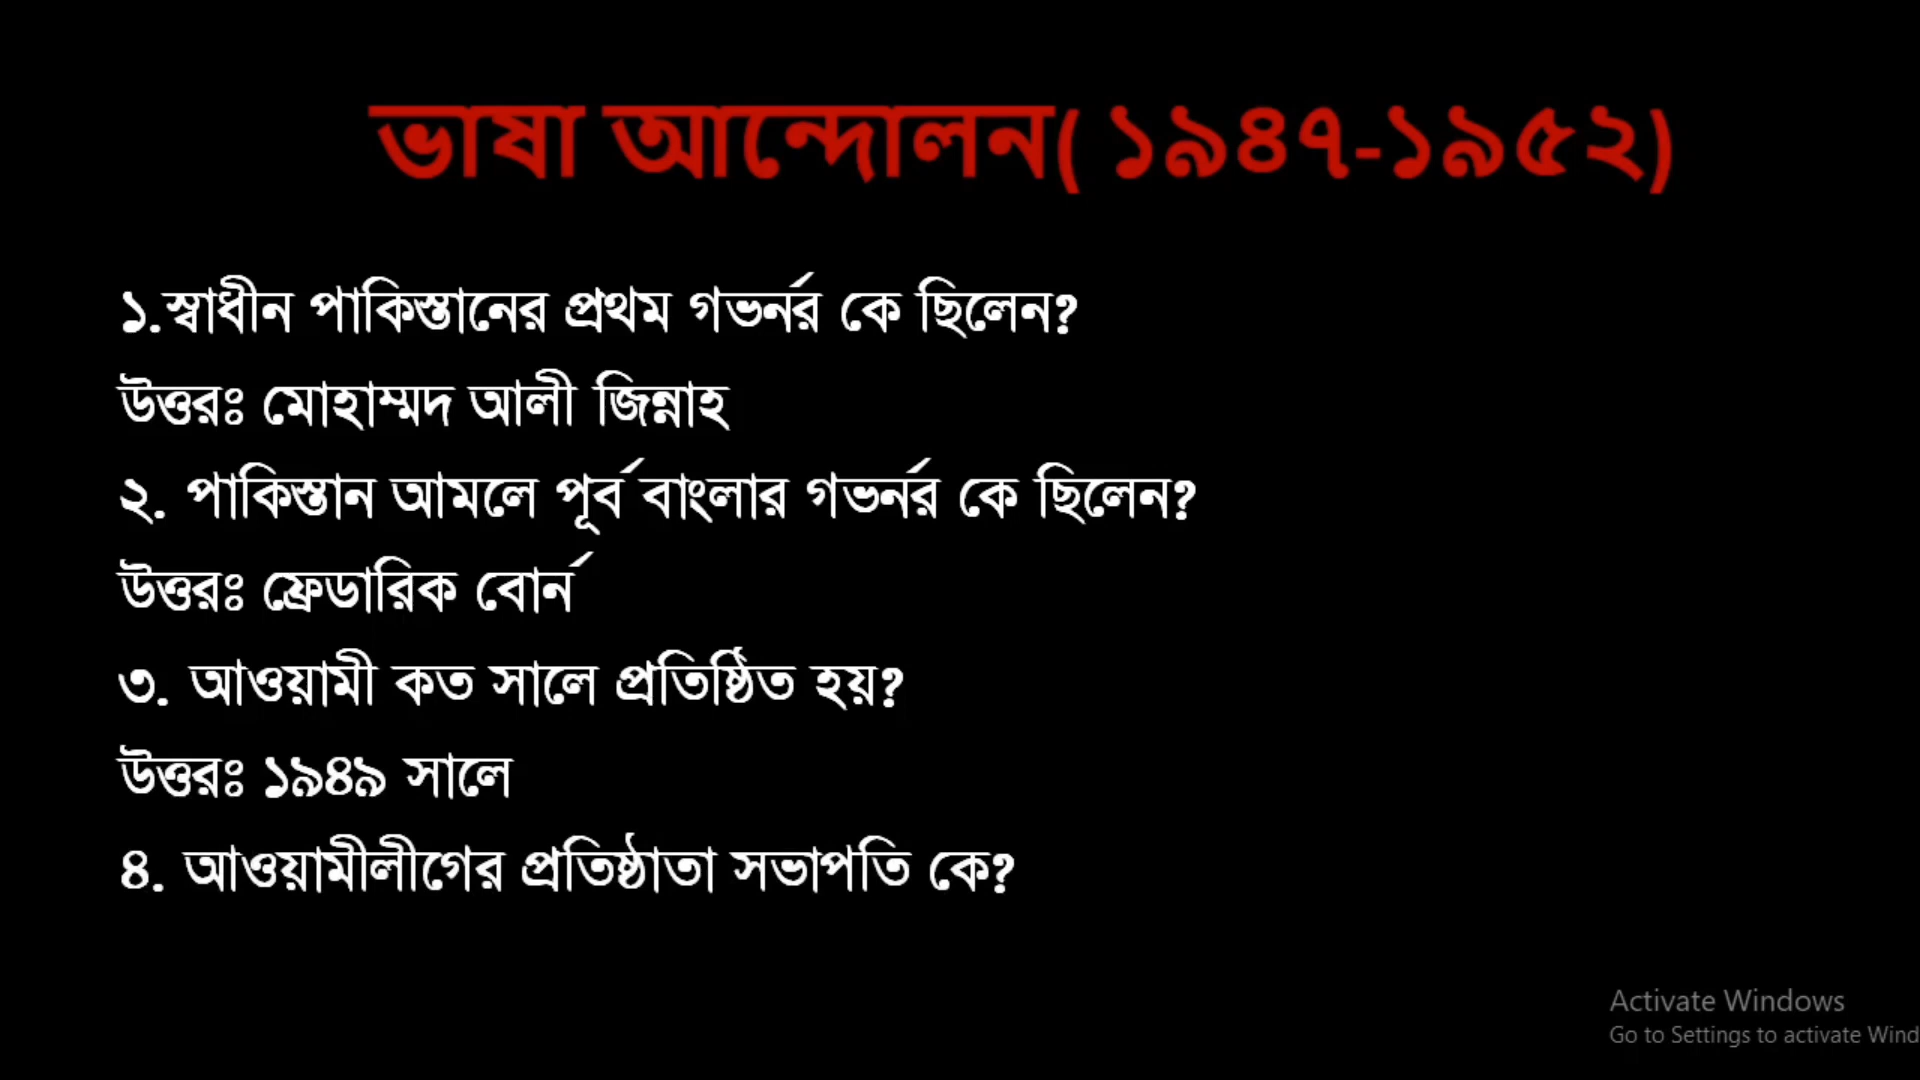 ভাষা আন্দোলন( ১৯৪৭-১৯৫২)
১.স্বাধীন পাকিস্তানের প্রথম গভর্নর কে ছিলেন?
উত্তরঃ মোহাম্মদ আলী জিন্নাহ
২. পাকিস্তান আমলে পূর্ব বাংলার গভর্নর কে ছিলেন?
উত্তরঃ ফ্রেডারিক বোর্ন
৩. আওয়ামী কত সালে প্রতিষ্ঠিত হয়?
উত্তরঃ ১৯৪৯ সালে
৪. আওয়ামীলীগের প্রতিষ্ঠাতা সভাপতি কে?
Activate Windows
Go to Settings to activate Wind